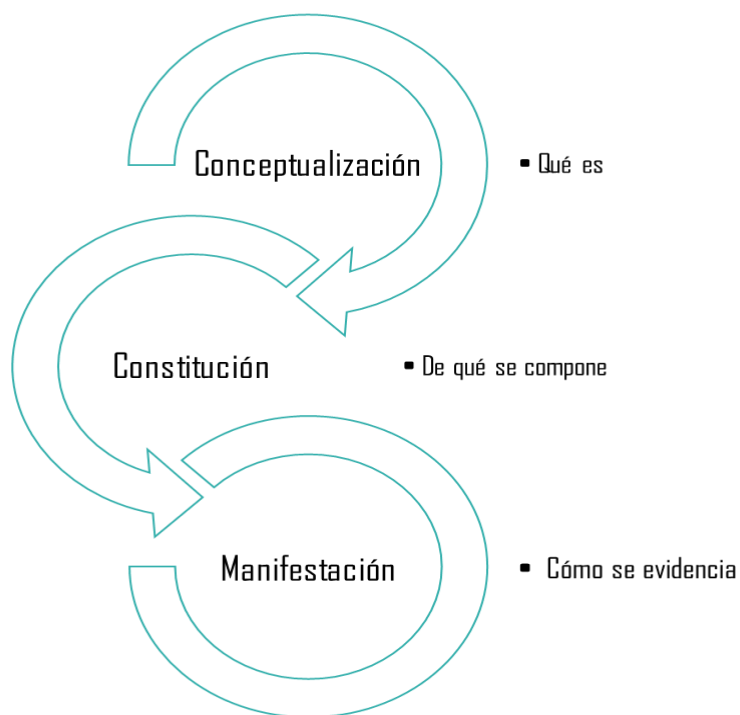 Conceptualización
▪ Qué es
Constitución
▪ De qué se compone
Manifestación
▪ Cómo se evidencia